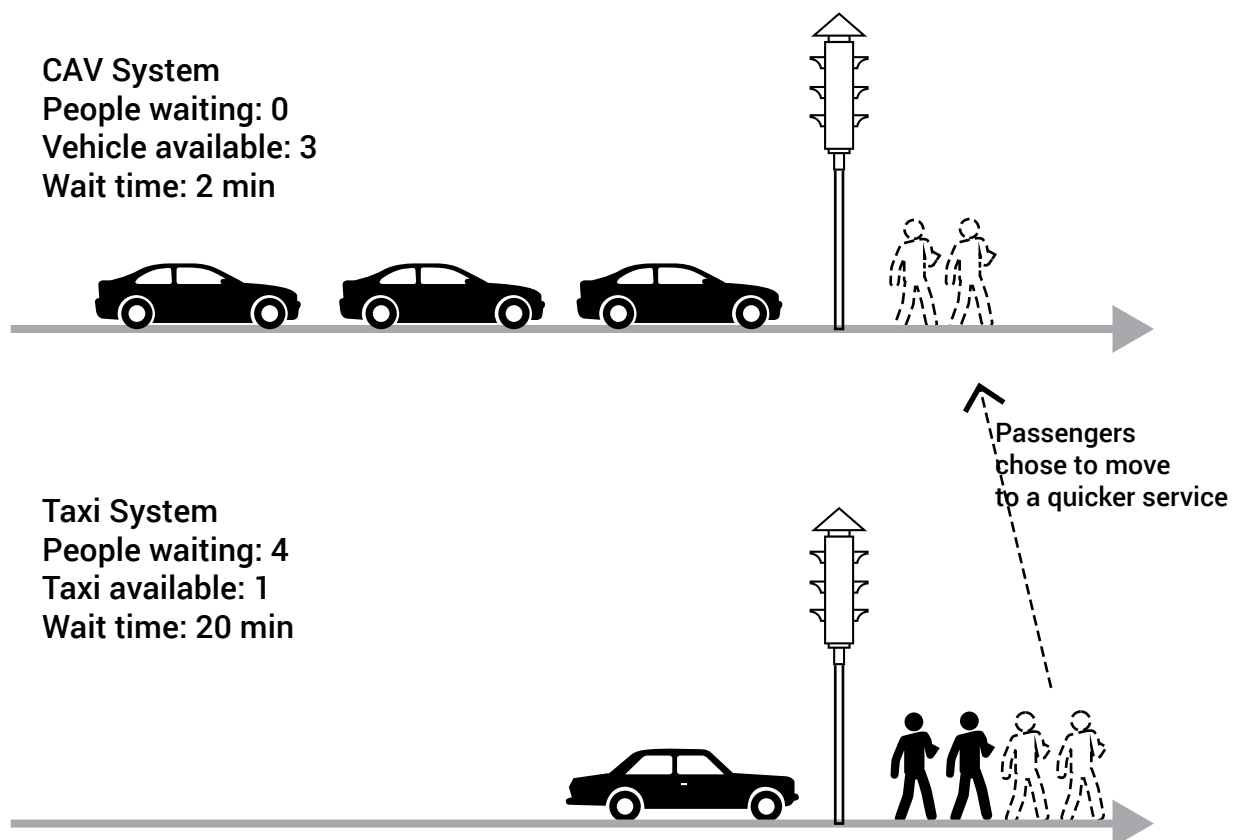 CAV System
People waiting: 0
Vehicle available: 3
Wait time: 2 min
Passengers
chose to move
to a quicker service
Taxi System
People waiting: 4
Taxi available: 1
Wait time: 20 min